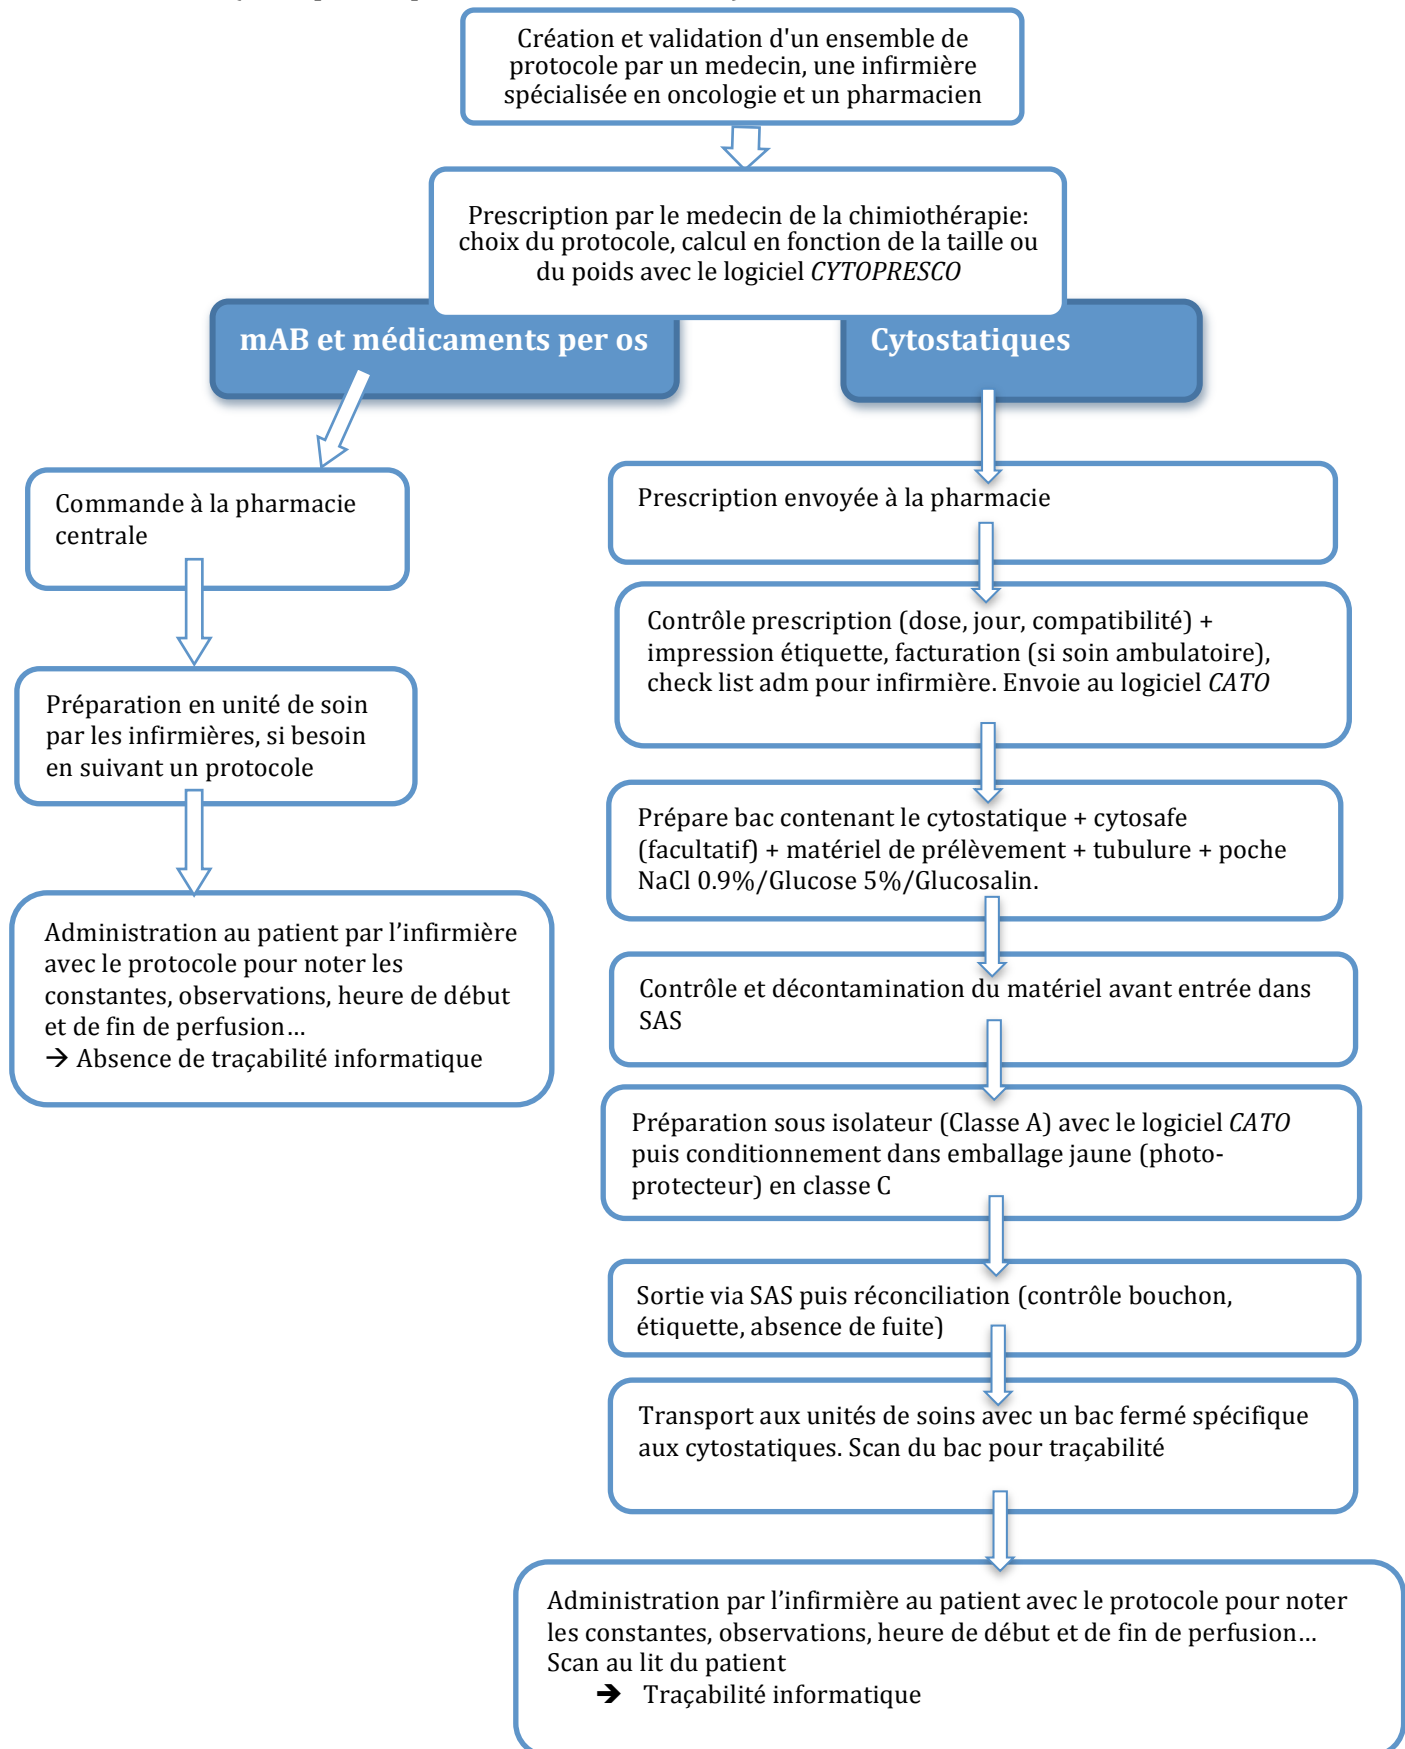 Création et validation d'un ensemble de
protocole par un medecin, une infirmière
spécialisée en oncologie et un pharmacien
Prescription par le medecin de la chimiothérapie:
choix du protocole, calcul en fonction de la taille ou
du poids avec le logiciel CYTOPRESCO
mAB et médicaments per os
Cytostatiques
Commande à la pharmacie
centrale
Préparation en unité de soin
par les infirmières, si besoin
en suivant un protocole
Administration au patient par l’infirmière
avec le protocole pour noter les
constantes, observations, heure de début
et de fin de perfusion…
→ Absence de traçabilité informatique
Prescription envoyée à la pharmacie
Contrôle prescription (dose, jour, compatibilité) +
impression étiquette, facturation (si soin ambulatoire),
check list adm pour infirmière. Envoie au logiciel CATO
Prépare bac contenant le cytostatique + cytosafe
(facultatif) + matériel de prélèvement + tubulure + poche
NaCl 0.9%/Glucose 5%/Glucosalin.
Contrôle et décontamination du matériel avant entrée dans
SAS
Préparation sous isolateur (Classe A) avec le logiciel CATO
puis conditionnement dans emballage jaune (photo-
protecteur) en classe C
Sortie via SAS puis réconciliation (contrôle bouchon,
étiquette, absence de fuite)
Transport aux unités de soins avec un bac fermé spécifique
aux cytostatiques. Scan du bac pour traçabilité
Administration par l’infirmière au patient avec le protocole pour noter
les constantes, observations, heure de début et de fin de perfusion…
Scan au lit du patient
➔ Traçabilité informatique